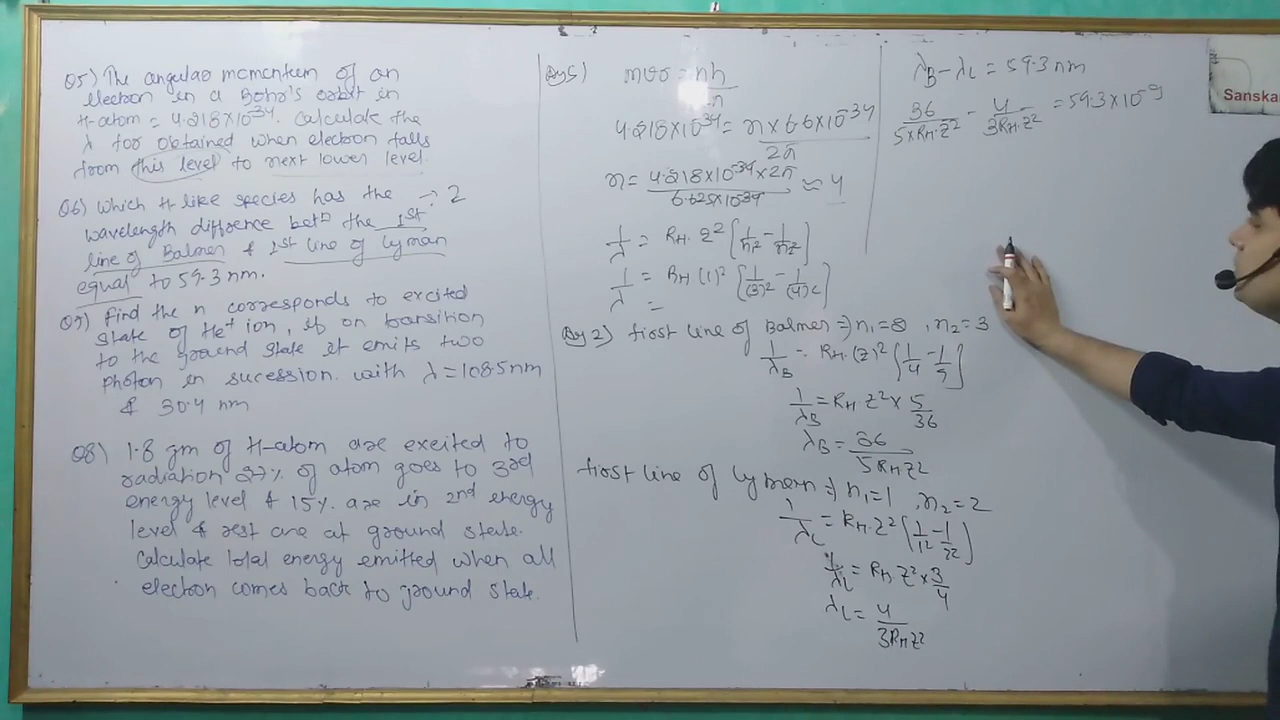 Q5) The angular momentum of an
electron in a Bohr's orbit in
H-atom = 4.218×10⁻³⁴. Calculate the
λ for obtained when electron falls
from this level to next lower level
Q6) Which H like species has the → 2
wavelength diffrence betⁿ the 1st
line of Balmer & 1st line of Lyman
equal to 59.3 nm.
Q7) Find the n corresponds to excited
state of He⁺ ion, if on transition
to the ground state it emits two
photon in sucession. with λ = 108.5 nm
& 30.4 nm
Q8) 1.8 gm of H-atom are excited to
radiation 27% of atom goes to 3rd
energy level & 15% are in 2nd energy
level & rest are at ground state.
Calculate total energy emitted when all
electron comes back to ground state.
5) mvr = nh
4.218×10⁻³⁴ = n×6.6×10⁻³⁴
2π
n = 4.218×10⁻³⁴×2π ≈ 4
6.625×10⁻³⁴
1/λ = RH. Z² [1/n₁² - 1/n₂²]
1/λ = RH (1)² [1/(3)² - 1/(4)²]
=
2) first line of Balmer ⇒ n₁=2, n₂=3
1/λB = RH.(Z)² [1/4 - 1/9]
1/λB = RH. Z² × 5/36
λB = 36
5RHZ²
first line of Lymern ⇒ n₁=1, n₂=2
1/λL = RH.Z² [1/1² - 1/2²]
1/λL = RH Z² × 3/4
λL = 4
3RHZ²
λB - λL = 59.3 nm
36/5×RH.Z² - 4/3RH.Z² = 59.3×10⁻⁹
Sanska